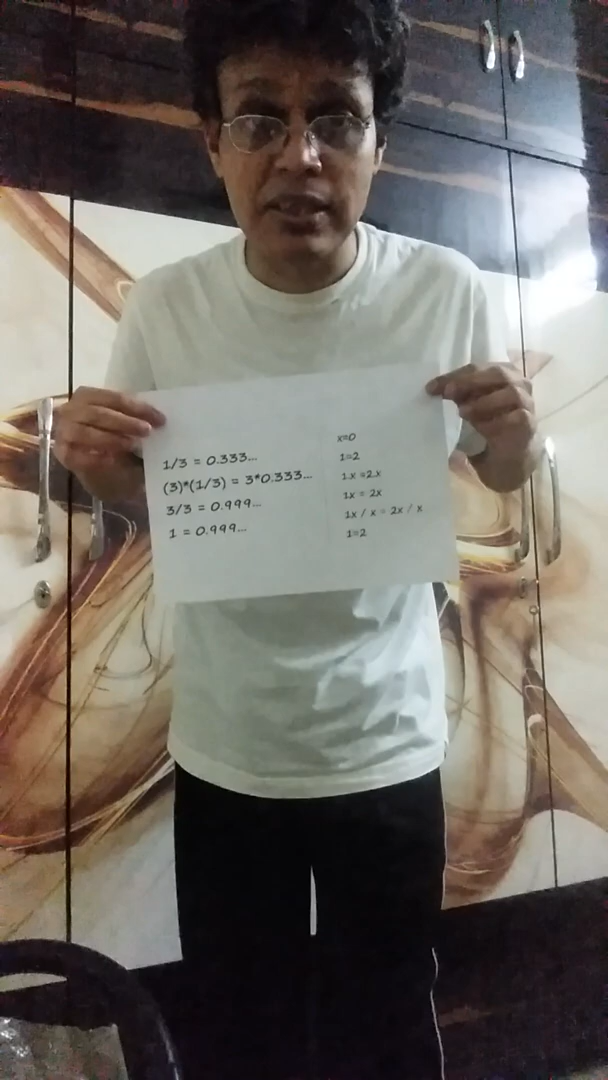 1/3 = 0.333...
(3)*(1/3) = 3*0.333...
3/3 = 0.999...
1 = 0.999...
x=0
1=2
1x=2x
1x = 2x
1x / x = 2x / x
1=2